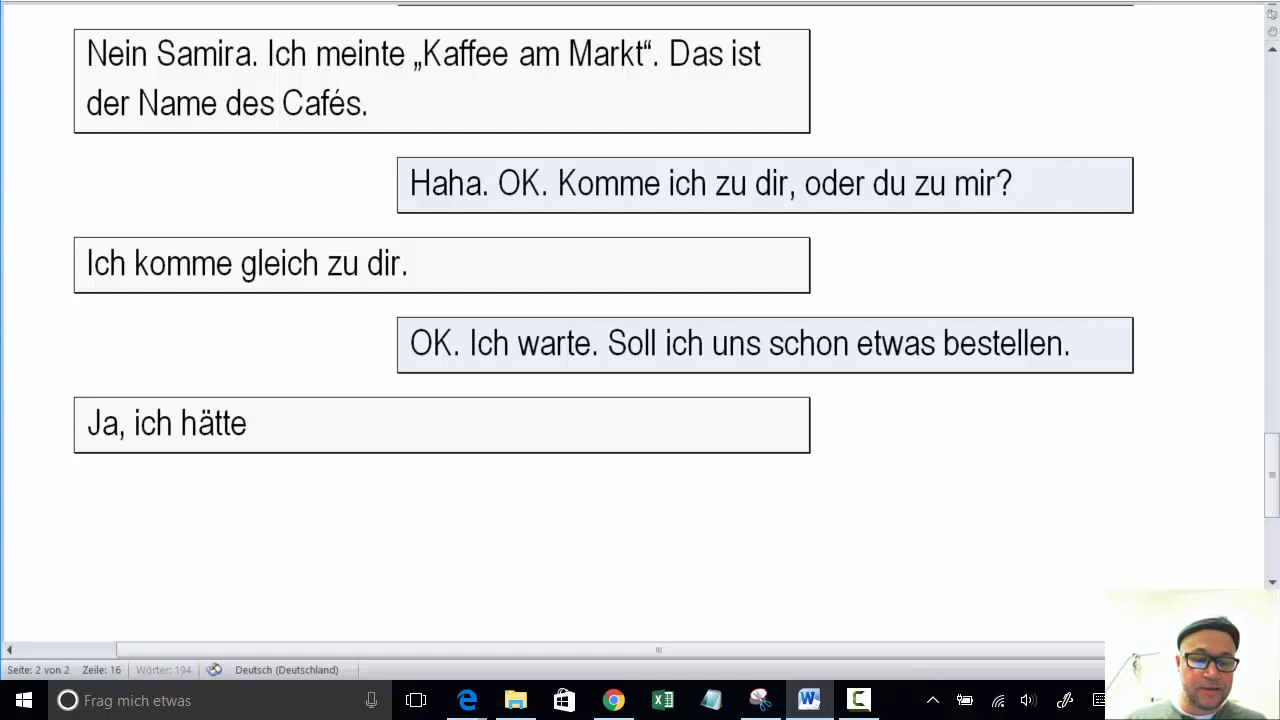 Nein Samira. Ich meinte „Kaffee am Markt“. Das ist
der Name des Cafés.
Haha. OK. Komme ich zu dir, oder du zu mir?
Ich komme gleich zu dir.
OK. Ich warte. Soll ich uns schon etwas bestellen.
Ja, ich hätte
Seite: 2 von 2 Zeile: 16 Wörter: 194 Deutsch (Deutschland)
Frag mich etwas